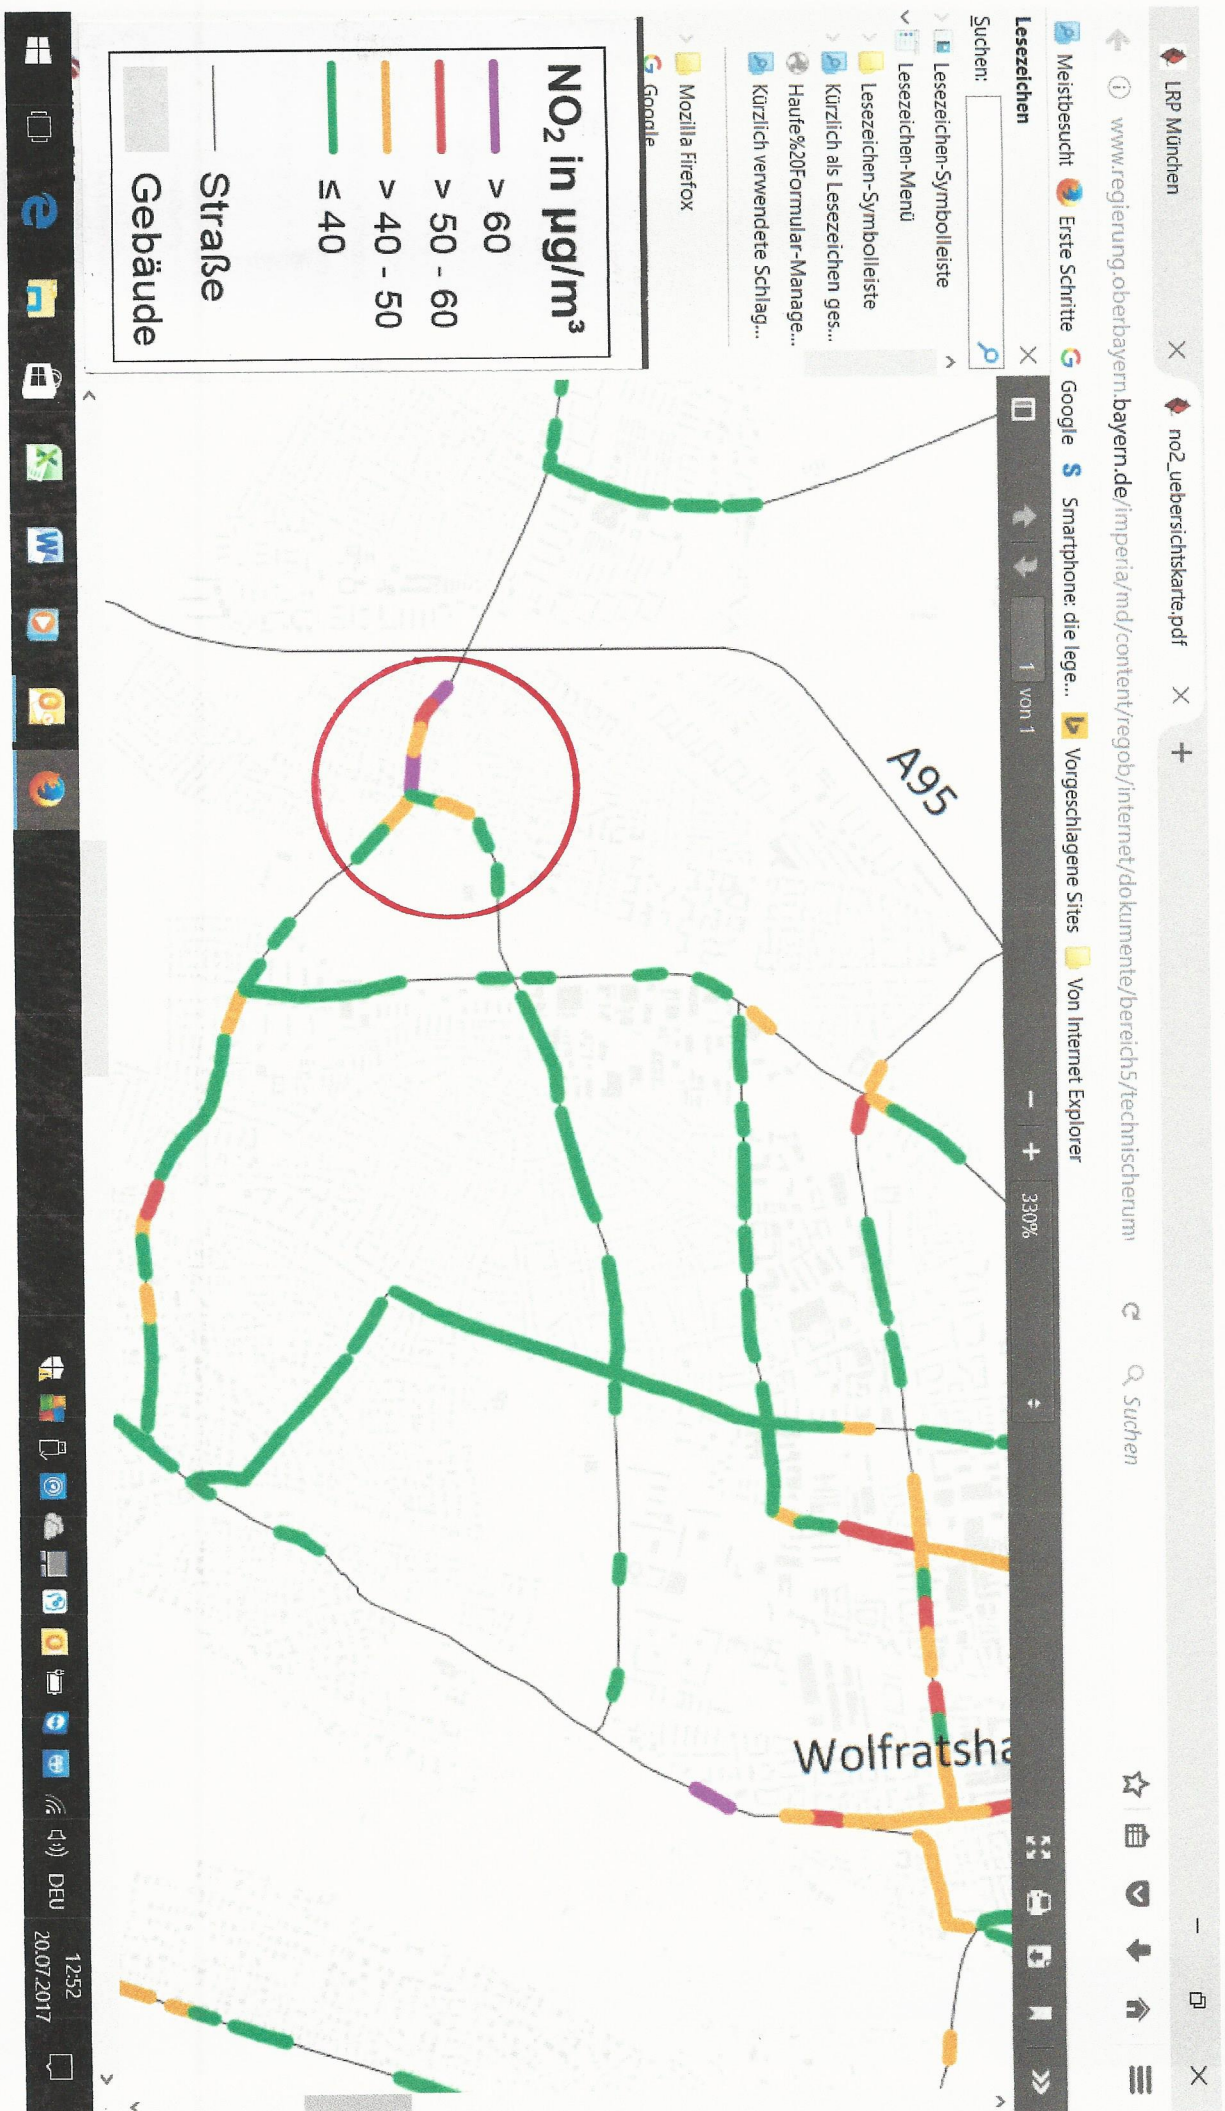 LRP München
no2_uebersichtskarte.pdf
www.regierung.oberbayern.bayern.de/imperia/md/content/regob/internet/dokumente/bereich5/technischerum
Suchen
Meistbesucht
Erste Schritte
Google
Smartphone: die lege...
Vorgeschlagene Sites
Von Internet Explorer
Lesezeichen
1 von 1
330%
Suchen:
Lesezeichen-Symbolleiste
Lesezeichen-Menü
Lesezeichen-Symbolleiste
Kürzlich als Lesezeichen ges...
Haufe%20Formular-Manage...
Kürzlich verwendete Schlag...
Mozilla Firefox
Google
A95
Wolfratsha
NO₂ in µg/m³
> 60
> 50 - 60
> 40 - 50
≤ 40
Straße
Gebäude
DEU
12:52
20.07.2017